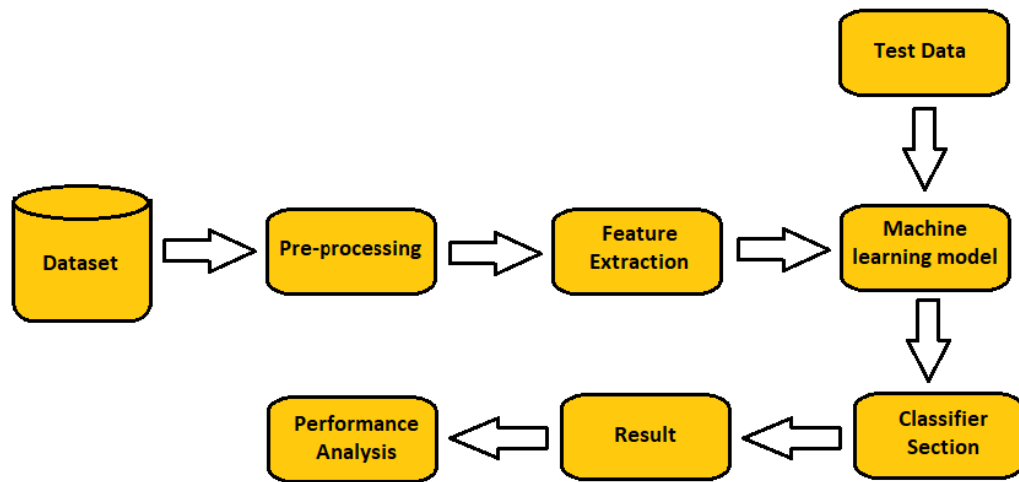 Test Data
Dataset
Pre-processing
Feature
Extraction
Machine
learning model
Performance
Analysis
Result
Classifier
Section